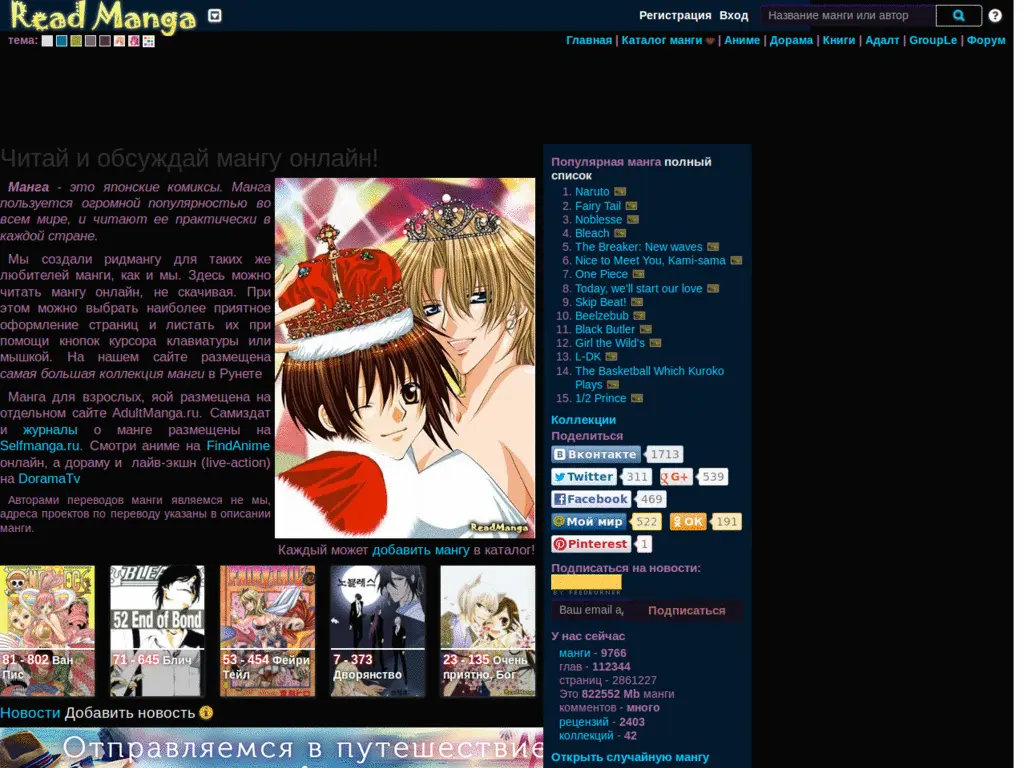 Read Manga
Регистрация Вход
Название манги или автор
тема:
Главная | Каталог манги | Аниме | Дорама | Книги | Адалт | GroupLe | Форум
Читай и обсуждай мангу онлайн!
Манга - это японские комиксы. Манга
пользуется огромной популярностью во
всем мире, и читают ее практически в
каждой стране.
Мы создали ридмангу для таких же
любителей манги, как и мы. Здесь можно
читать мангу онлайн, не скачивая. При
этом можно выбрать наиболее приятное
оформление страниц и листать их при
помощи кнопок курсора клавиатуры или
мышкой. На нашем сайте размещена
самая большая коллекция манги в Рунете
Манга для взрослых, яой размещена на
отдельном сайте AdultManga.ru. Самиздат
и журналы о манге размещены на
Selfmanga.ru. Смотри аниме на FindAnime
онлайн, а дораму и лайв-экшн (live-action)
на DoramaTv
Авторами переводов манги являемся не мы,
адреса проектов по переводу указаны в описании
манги.
ReadManga
Каждый может добавить мангу в каталог!
81 - 802 Ван
Пис
BLEACH
52 End of Bond
71 - 645 Блич
53 - 454 Фейри
Тейл
노블레스
7 - 373
Дворянство
23 - 135 Очень
приятно, Бог
ReadManga
Новости Добавить новость
Отправляемся в путешествие
Популярная манга полный
список
1. Naruto
2. Fairy Tail
3. Noblesse
4. Bleach
5. The Breaker: New waves
6. Nice to Meet You, Kami-sama
7. One Piece
8. Today, we'll start our love
9. Skip Beat!
10. Beelzebub
11. Black Butler
12. Girl the Wild's
13. L-DK
14. The Basketball Which Kuroko
Plays
15. 1/2 Prince
Коллекции
Поделиться
Вконтакте 1713
Twitter 311 G+ 539
Facebook 469
Мой мир 522 OK 191
Pinterest 1
Подписаться на новости:
BY FEEDBURNER
Ваш email а, Подписаться
У нас сейчас
манги - 9766
глав - 112344
страниц - 2861227
Это 822552 Mb манги
комментов - много
рецензий - 2403
коллекций - 42
Открыть случайную мангу